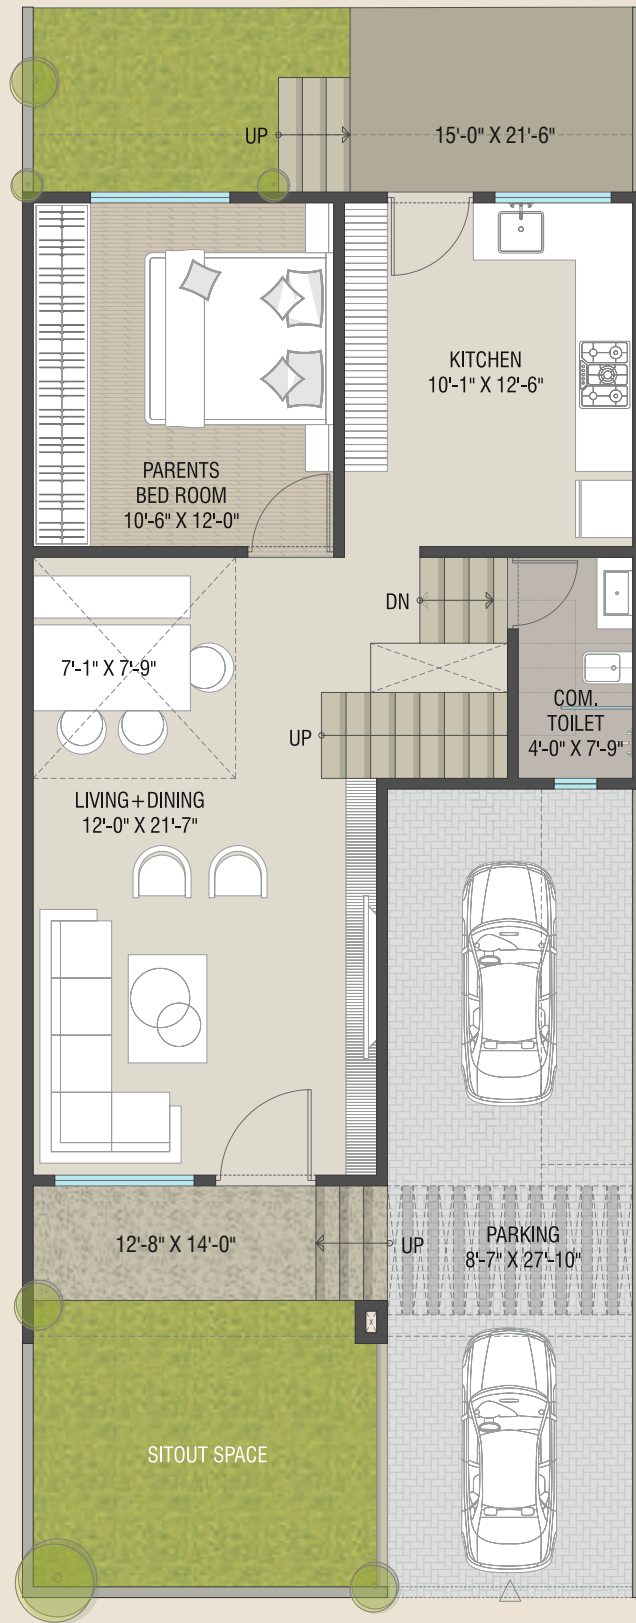 UP
15'-0" X 21'-6"
KITCHEN
10'-1" X 12'-6"
PARENTS
BED ROOM
10'-6" X 12'-0"
DN
7'-1" X 7'-9"
COM.
TOILET
4'-0" X 7'-9"
UP
LIVING+DINING
12'-0" X 21'-7"
12'-8" X 14'-0"
UP
PARKING
8'-7" X 27'-10"
SITOUT SPACE